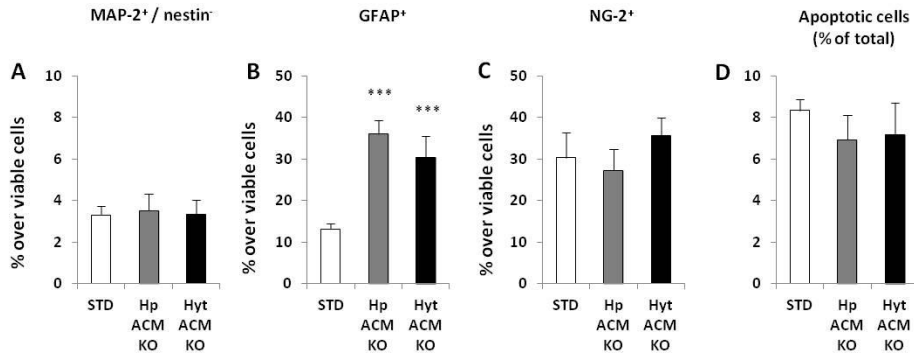 MAP-2⁺ / nestin⁻
GFAP⁺
NG-2⁺
Apoptotic cells
(% of total)
A
% over viable cells
10
8
6
4
2
0
STD
Hp
ACM
KO
Hyt
ACM
KO
B
% over viable cells
50
40
30
20
10
0
***
***
STD
Hp
ACM
KO
Hyt
ACM
KO
C
% over viable cells
50
40
30
20
10
0
STD
Hp
ACM
KO
Hyt
ACM
KO
D
% over viable cells
10
8
6
4
2
0
STD
Hp
ACM
KO
Hyt
ACM
KO